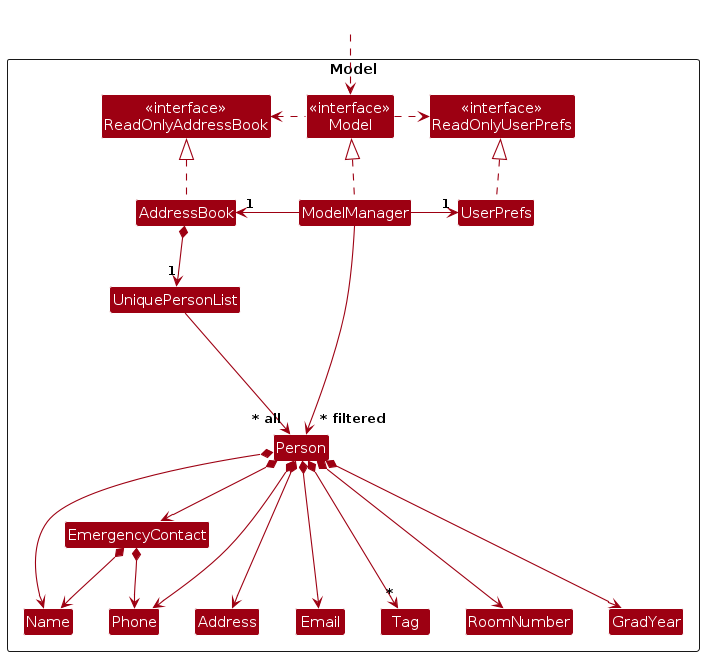 Model
«interface»
ReadOnlyAddressBook
«interface»
Model
«interface»
ReadOnlyUserPrefs
AddressBook
1
ModelManager
1
UserPrefs
1
UniquePersonList
* all
* filtered
Person
EmergencyContact
*
Name
Phone
Address
Email
Tag
RoomNumber
GradYear